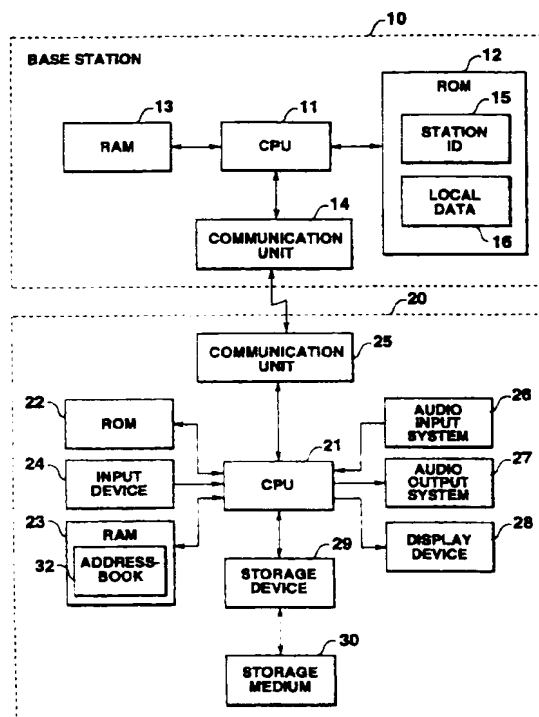 10
BASE STATION
12
ROM
13
RAM
11
CPU
15
STATION
ID
14
COMMUNICATION
UNIT
LOCAL
DATA
16
20
COMMUNICATION
UNIT
25
22
ROM
21
CPU
26
AUDIO
INPUT
SYSTEM
24
INPUT
DEVICE
27
AUDIO
OUTPUT
SYSTEM
23
RAM
32
ADDRESS-
BOOK
29
STORAGE
DEVICE
28
DISPLAY
DEVICE
30
STORAGE
MEDIUM